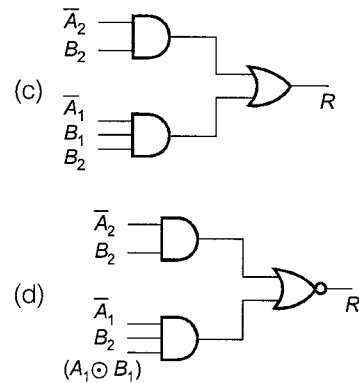 A̅₂
B₂
(c)
A̅₁
B₁
B₂
R
A̅₂
B₂
(d)
A̅₁
B₂
(A₁ ⊙ B₁)
R